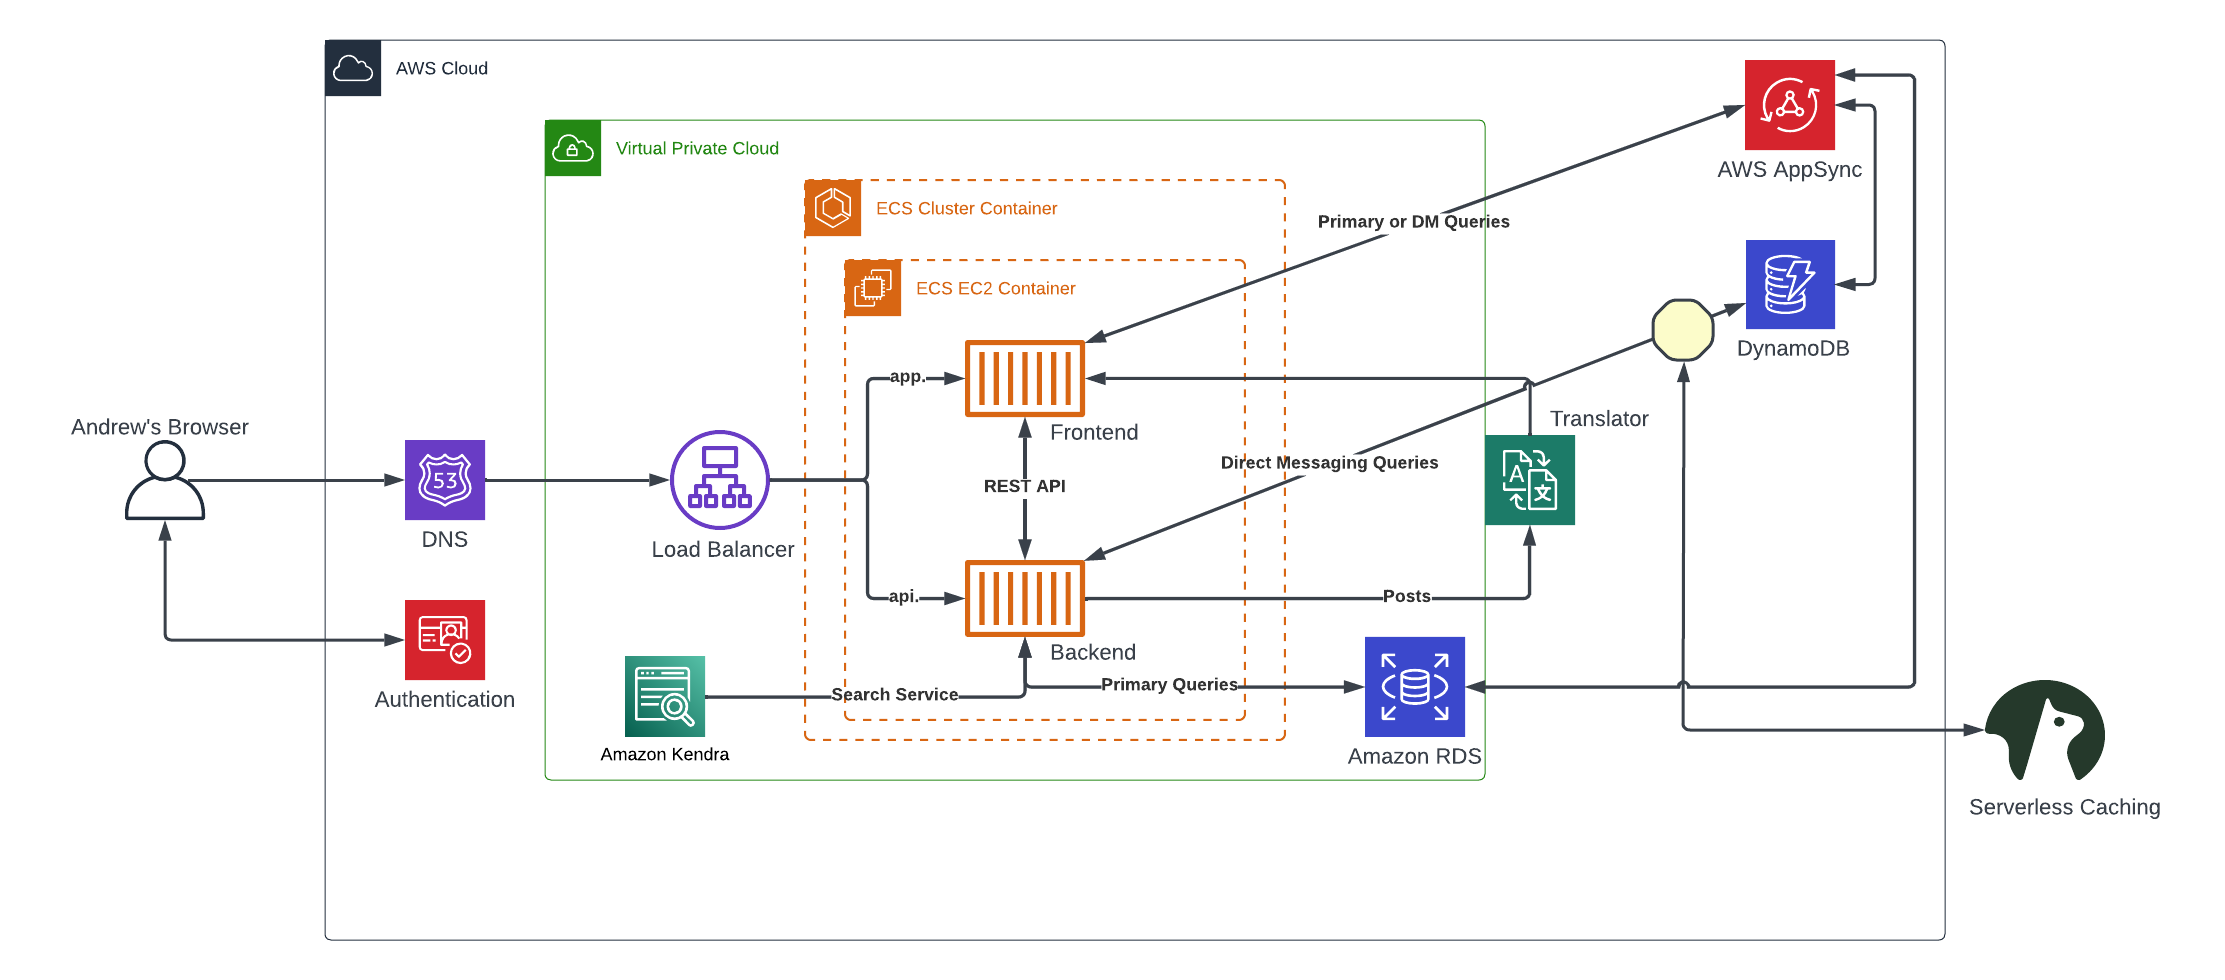 AWS Cloud
AWS AppSync
Virtual Private Cloud
ECS Cluster Container
Primary or DM Queries
ECS EC2 Container
DynamoDB
app.
Translator
Andrew's Browser
Frontend
Direct Messaging Queries
53
A
文
REST API
DNS
Load Balancer
api.
Posts
Backend
Authentication
Search Service
Primary Queries
Amazon Kendra
Amazon RDS
Serverless Caching